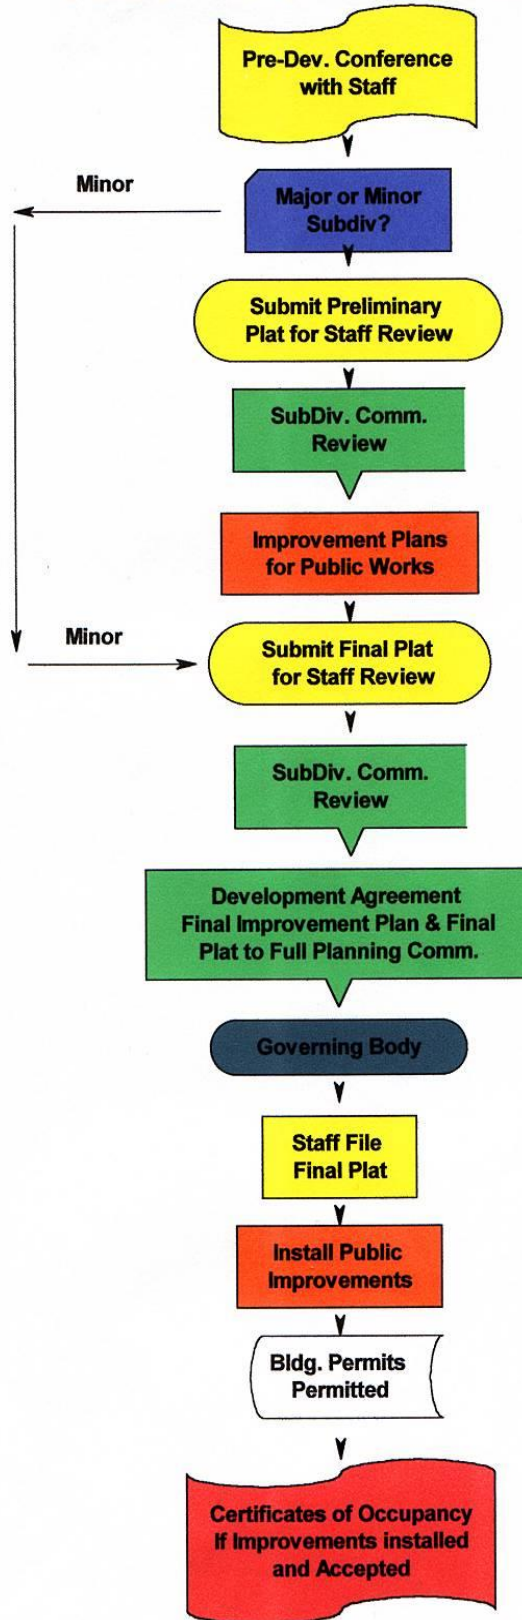 Pre-Dev. Conference
with Staff
Minor
Major or Minor
Subdiv?
Submit Preliminary
Plat for Staff Review
SubDiv. Comm.
Review
Improvement Plans
for Public Works
Minor
Submit Final Plat
for Staff Review
SubDiv. Comm.
Review
Development Agreement
Final Improvement Plan & Final
Plat to Full Planning Comm.
Governing Body
Staff File
Final Plat
Install Public
Improvements
Bldg. Permits
Permitted
Certificates of Occupancy
If Improvements installed
and Accepted